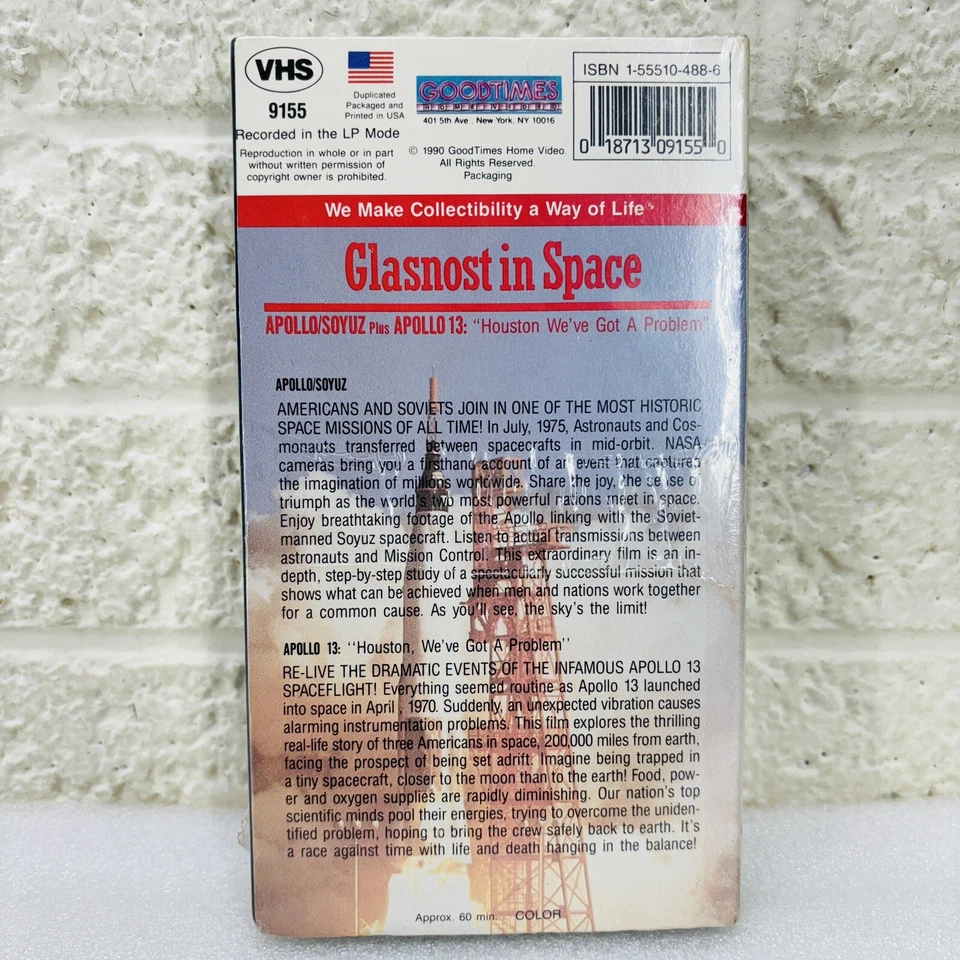 VHS
9155
Recorded in the LP Mode
Reproduction in whole or in part
without written permission of
copyright owner is prohibited.
Duplicated
Packaged and
Printed in USA
GOODTIMES
HOME VIDEO
401 5th Ave . New York. NY 10016
© 1990 GoodTimes Home Video.
All Rights Reserved.
Packaging
ISBN 1-55510-488-6
0 18713 09155 0
We Make Collectibility a Way of Life
Glasnost in Space
APOLLO/SOYUZ Plus APOLLO 13: "Houston We've Got A Problem"
APOLLO/SOYUZ
AMERICANS AND SOVIETS JOIN IN ONE OF THE MOST HISTORIC
SPACE MISSIONS OF ALL TIME! In July, 1975, Astronauts and Cos-
monauts transferred between spacecrafts in mid-orbit. NASA
cameras bring you a firsthand account of an event that captured
the imagination of millions worldwide. Share the joy, the sense of
triumph as the world's two most powerful nations meet in space.
Enjoy breathtaking footage of the Apollo linking with the Soviet-
manned Soyuz spacecraft. Listen to actual transmissions between
astronauts and Mission Control. This extraordinary film is an in-
depth, step-by-step study of a spectacularly successful mission that
shows what can be achieved when men and nations work together
for a common cause. As you'll see, the sky's the limit!
APOLLO 13: ''Houston, We've Got A Problem''
RE-LIVE THE DRAMATIC EVENTS OF THE INFAMOUS APOLLO 13
SPACEFLIGHT! Everything seemed routine as Apollo 13 launched
into space in April, 1970. Suddenly, an unexpected vibration causes
alarming instrumentation problems. This film explores the thrilling
real-life story of three Americans in space, 200,000 miles from earth,
facing the prospect of being set adrift. Imagine being trapped in
a tiny spacecraft, closer to the moon than to the earth! Food, pow-
er and oxygen supplies are rapidly diminishing. Our nation's top
scientific minds pool their energies, trying to overcome the uniden-
tified problem, hoping to bring the crew safely back to earth. It's
a race against time with life and death hanging in the balance!
Approx. 60 min. COLOR